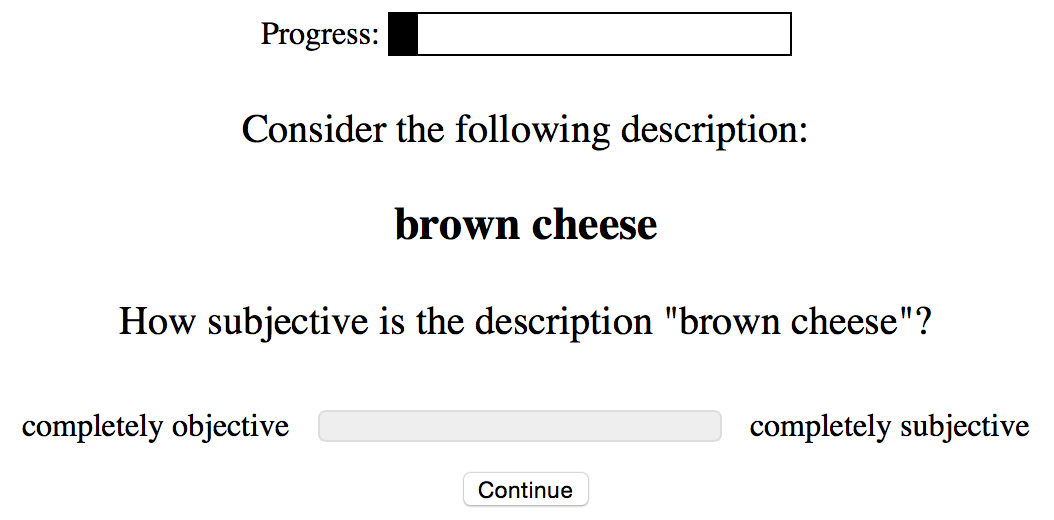 Progress:
Consider the following description:
brown cheese
How subjective is the description "brown cheese"?
completely objective completely subjective
Continue